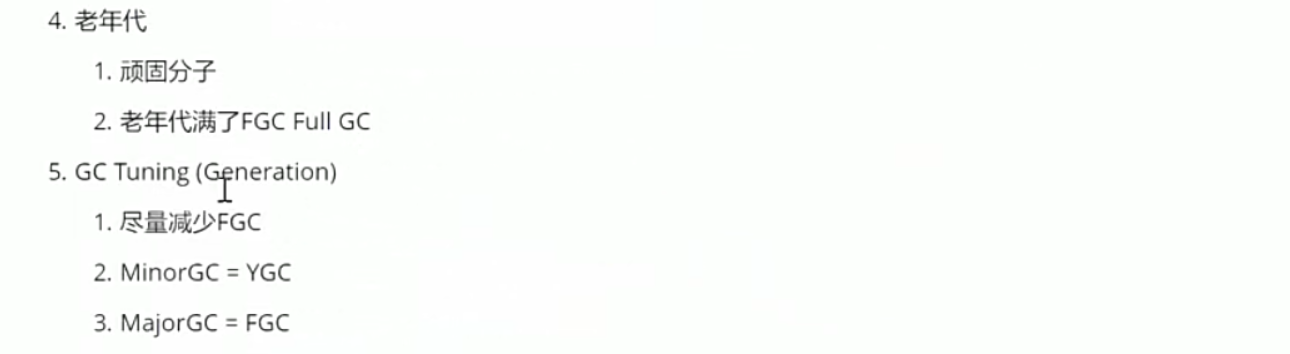 4. 老年代
1. 顽固分子
2. 老年代满了FGC Full GC
5. GC Tuning (Generation)
1. 尽量减少FGC
2. MinorGC = YGC
3. MajorGC = FGC